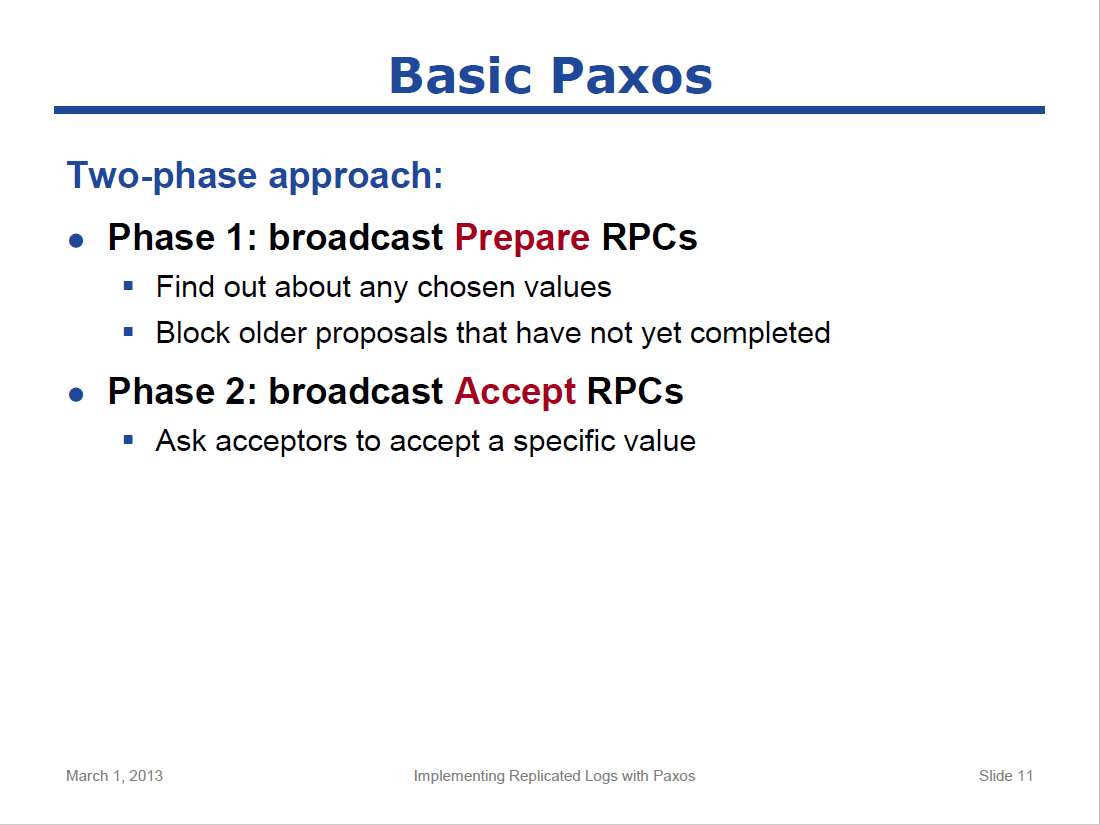 Basic Paxos
Two-phase approach:
● Phase 1: broadcast Prepare RPCs
▪ Find out about any chosen values
▪ Block older proposals that have not yet completed
● Phase 2: broadcast Accept RPCs
▪ Ask acceptors to accept a specific value
March 1, 2013 Implementing Replicated Logs with Paxos Slide 11